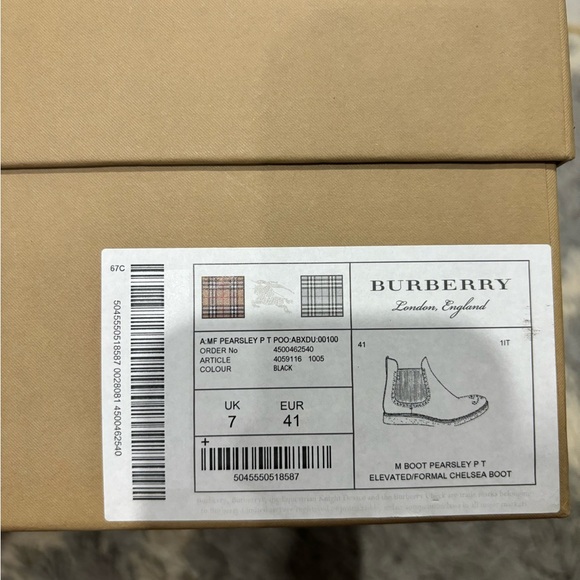 67C
5045550518587 0028081 4500462540
BURBERRY
London, England
A:MF PEARSLEY P T POO:ABXDU:00100
ORDER No 4500462540
ARTICLE 4059116 1005
COLOUR BLACK
41 1IT
UK EUR
7 41
+
5045550518587
M BOOT PEARSLEY P T
ELEVATED/FORMAL CHELSEA BOOT